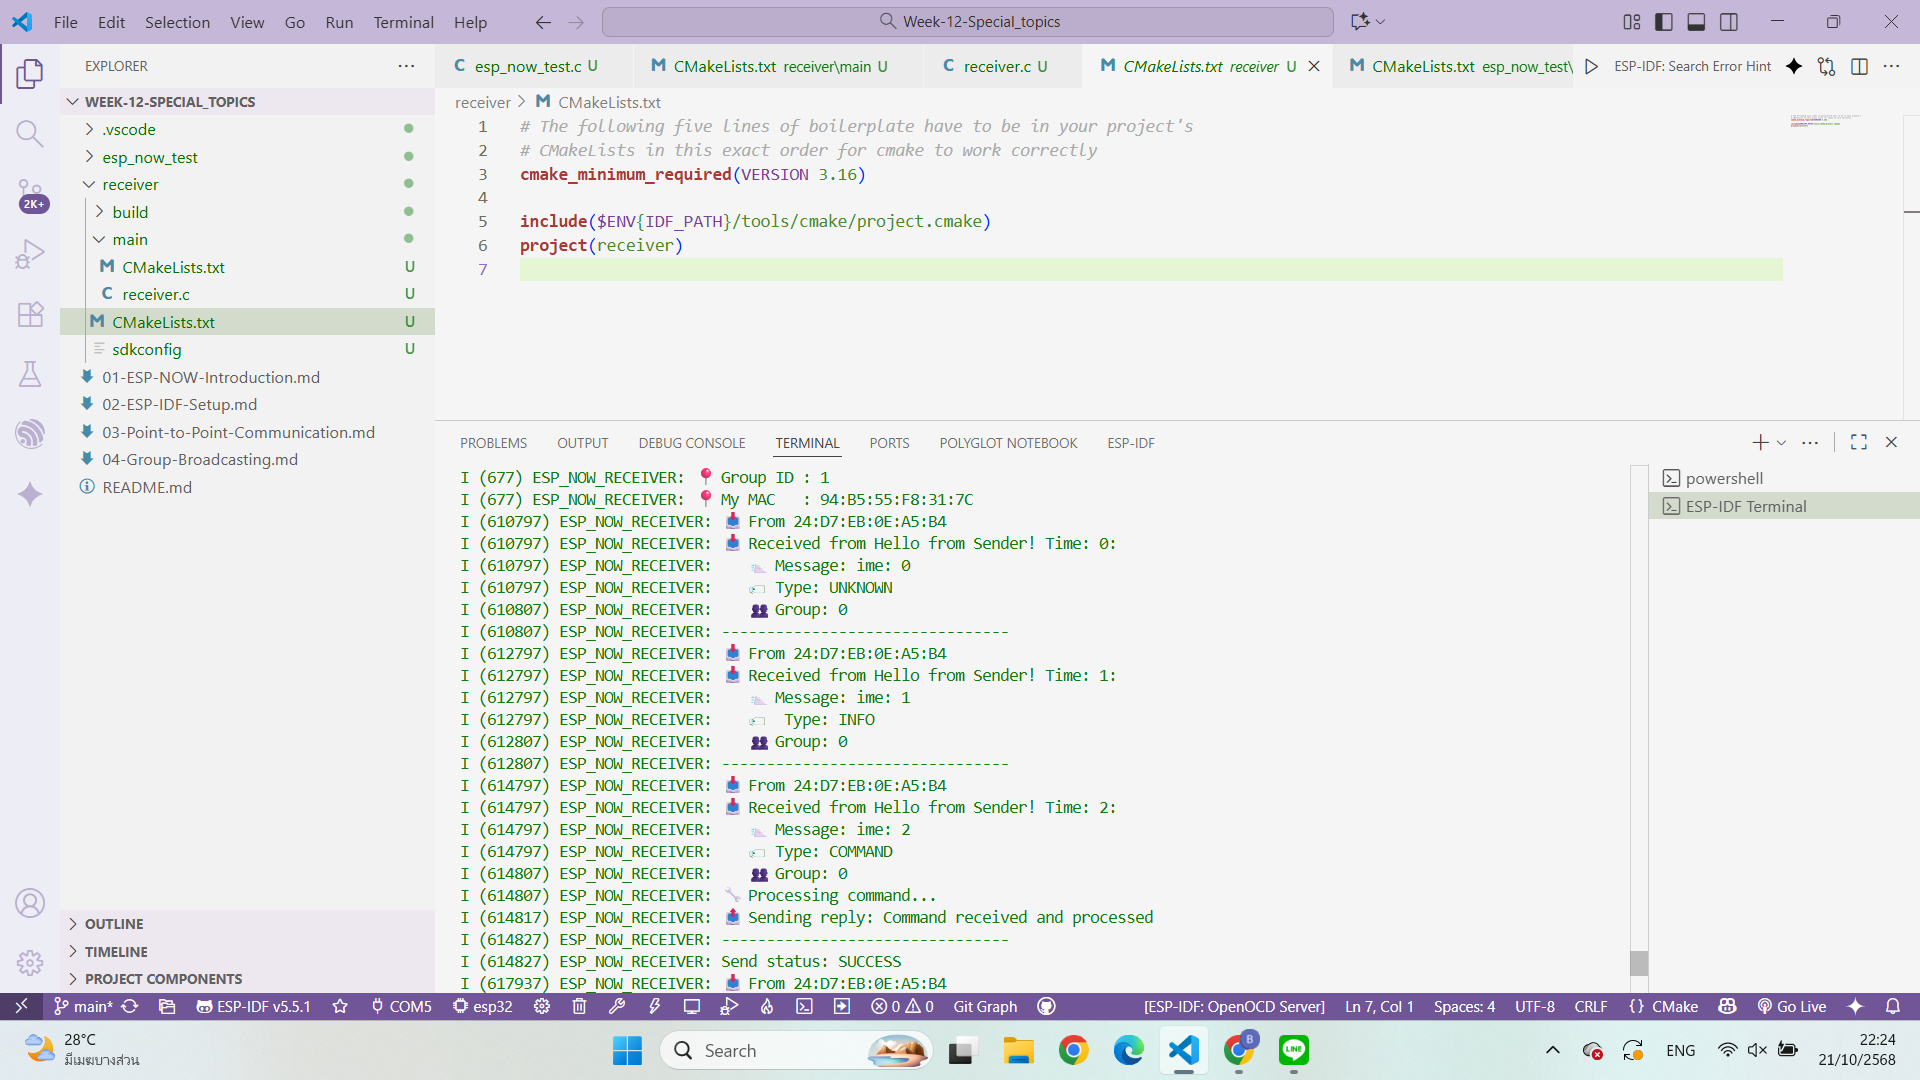 File Edit Selection View Go Run Terminal Help
Week-12-Special_topics
EXPLORER
WEEK-12-SPECIAL_TOPICS
.vscode
esp_now_test
receiver
build
main
CMakeLists.txt U
receiver.c U
CMakeLists.txt U
sdkconfig U
01-ESP-NOW-Introduction.md
02-ESP-IDF-Setup.md
03-Point-to-Point-Communication.md
04-Group-Broadcasting.md
README.md
2K+
OUTLINE
TIMELINE
PROJECT COMPONENTS
esp_now_test.c U
CMakeLists.txt receiver\main U
receiver.c U
CMakeLists.txt receiver U
CMakeLists.txt esp_now_test\
ESP-IDF: Search Error Hint
receiver > CMakeLists.txt
1 # The following five lines of boilerplate have to be in your project's
2 # CMakeLists in this exact order for cmake to work correctly
3 cmake_minimum_required(VERSION 3.16)
4
5 include($ENV{IDF_PATH}/tools/cmake/project.cmake)
6 project(receiver)
7
PROBLEMS OUTPUT DEBUG CONSOLE TERMINAL PORTS POLYGLOT NOTEBOOK ESP-IDF
I (677) ESP_NOW_RECEIVER: 📍 Group ID : 1
I (677) ESP_NOW_RECEIVER: 📍 My MAC   : 94:B5:55:F8:31:7C
I (610797) ESP_NOW_RECEIVER: 📥 From 24:D7:EB:0E:A5:B4
I (610797) ESP_NOW_RECEIVER: 📥 Received from Hello from Sender! Time: 0:
I (610797) ESP_NOW_RECEIVER:    Message: ime: 0
I (610797) ESP_NOW_RECEIVER:    Type: UNKNOWN
I (610807) ESP_NOW_RECEIVER:    👥 Group: 0
I (610807) ESP_NOW_RECEIVER: --------------------------------
I (612797) ESP_NOW_RECEIVER: 📥 From 24:D7:EB:0E:A5:B4
I (612797) ESP_NOW_RECEIVER: 📥 Received from Hello from Sender! Time: 1:
I (612797) ESP_NOW_RECEIVER:    Message: ime: 1
I (612797) ESP_NOW_RECEIVER:    Type: INFO
I (612807) ESP_NOW_RECEIVER:    👥 Group: 0
I (612807) ESP_NOW_RECEIVER: --------------------------------
I (614797) ESP_NOW_RECEIVER: 📥 From 24:D7:EB:0E:A5:B4
I (614797) ESP_NOW_RECEIVER: 📥 Received from Hello from Sender! Time: 2:
I (614797) ESP_NOW_RECEIVER:    Message: ime: 2
I (614797) ESP_NOW_RECEIVER:    Type: COMMAND
I (614807) ESP_NOW_RECEIVER:    👥 Group: 0
I (614807) ESP_NOW_RECEIVER: 🔧 Processing command...
I (614817) ESP_NOW_RECEIVER: 📤 Sending reply: Command received and processed
I (614827) ESP_NOW_RECEIVER: --------------------------------
I (614827) ESP_NOW_RECEIVER: Send status: SUCCESS
I (617937) ESP_NOW_RECEIVER: 📥 From 24:D7:EB:0E:A5:B4
powershell
ESP-IDF Terminal
main* ESP-IDF v5.5.1 COM5 esp32 0 0 Git Graph [ESP-IDF: OpenOCD Server] Ln 7, Col 1 Spaces: 4 UTF-8 CRLF {} CMake Go Live
28°C
มีเมฆบางส่วน
Search
B
LINE
ENG
22:24
21/10/2568